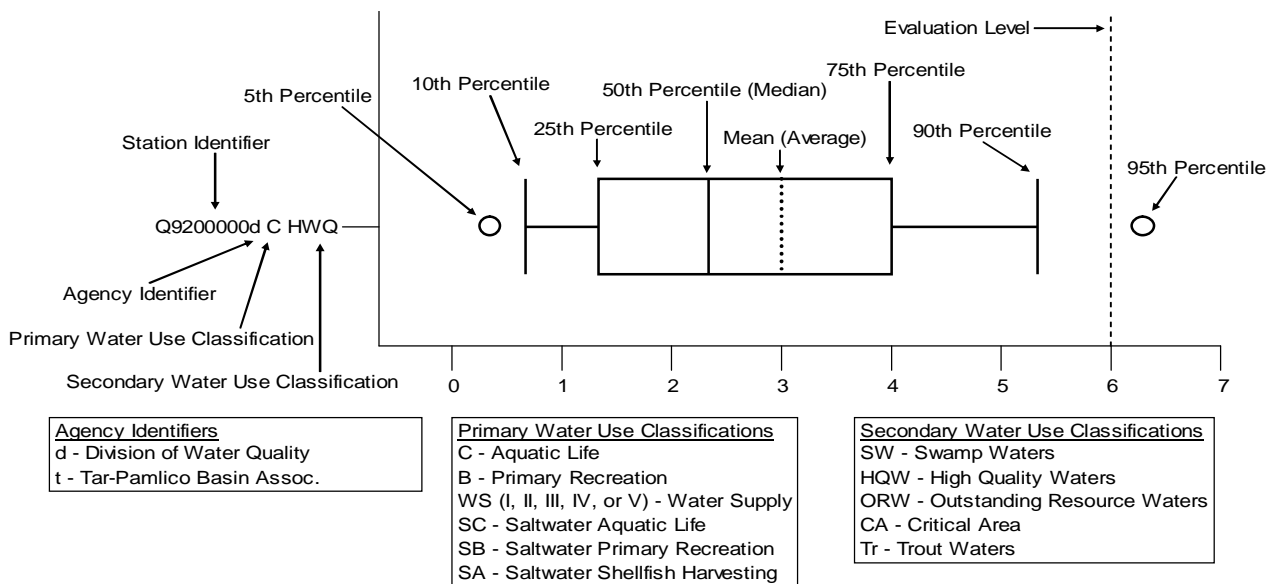 Evaluation Level
75th Percentile
10th Percentile
50th Percentile (Median)
5th Percentile
25th Percentile
Mean (Average)
90th Percentile
Station Identifier
95th Percentile
Q9200000d C HWQ
Agency Identifier
Primary Water Use Classification
Secondary Water Use Classification
0 1 2 3 4 5 6 7
Agency Identifiers
d - Division of Water Quality
t - Tar-Pamlico Basin Assoc.
Primary Water Use Classifications
C - Aquatic Life
B - Primary Recreation
WS (I, II, III, IV, or V) - Water Supply
SC - Saltwater Aquatic Life
SB - Saltwater Primary Recreation
SA - Saltwater Shellfish Harvesting
Secondary Water Use Classifications
SW - Swamp Waters
HQW - High Quality Waters
ORW - Outstanding Resource Waters
CA - Critical Area
Tr - Trout Waters